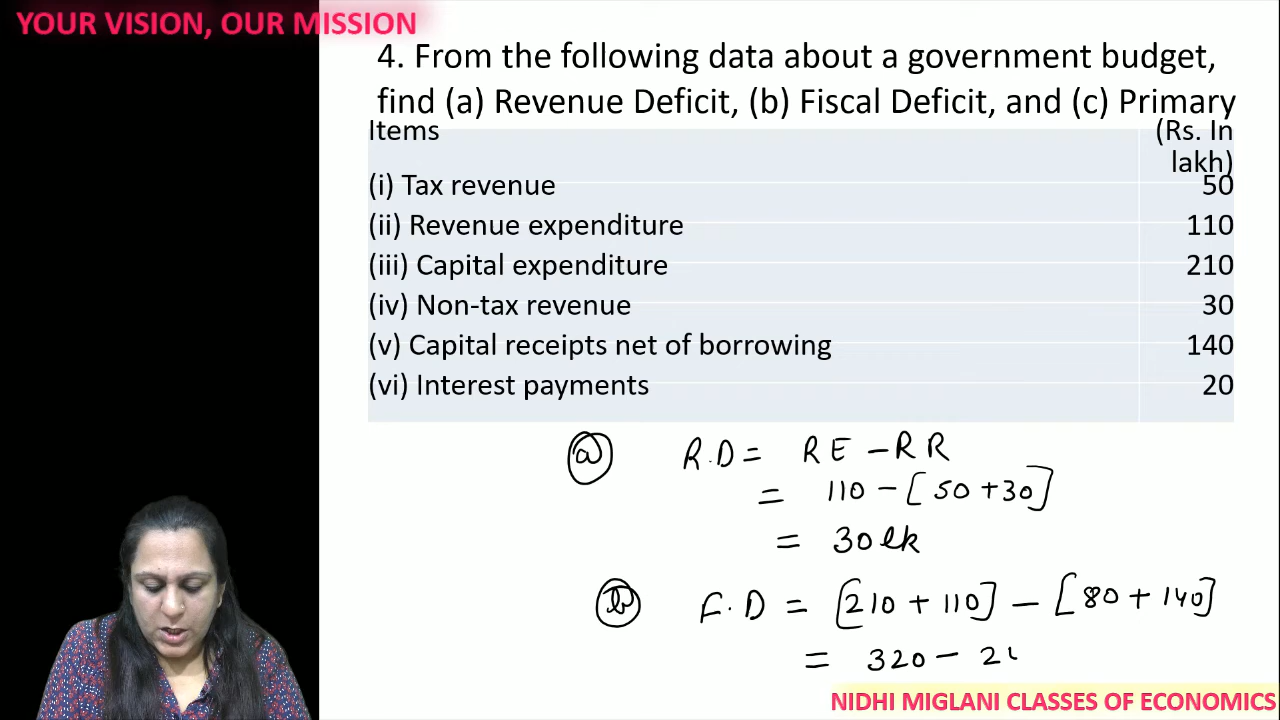 YOUR VISION, OUR MISSION
4. From the following data about a government budget,
find (a) Revenue Deficit, (b) Fiscal Deficit, and (c) Primary
Items (Rs. In
lakh)
(i) Tax revenue 50
(ii) Revenue expenditure 110
(iii) Capital expenditure 210
(iv) Non-tax revenue 30
(v) Capital receipts net of borrowing 140
(vi) Interest payments 20
(a) R.D = RE - RR
= 110 - [50 + 30]
= 30 lk
(b) F.D = [210 + 110] - [80 + 140]
= 320 - 2
NIDHI MIGLANI CLASSES OF ECONOMICS